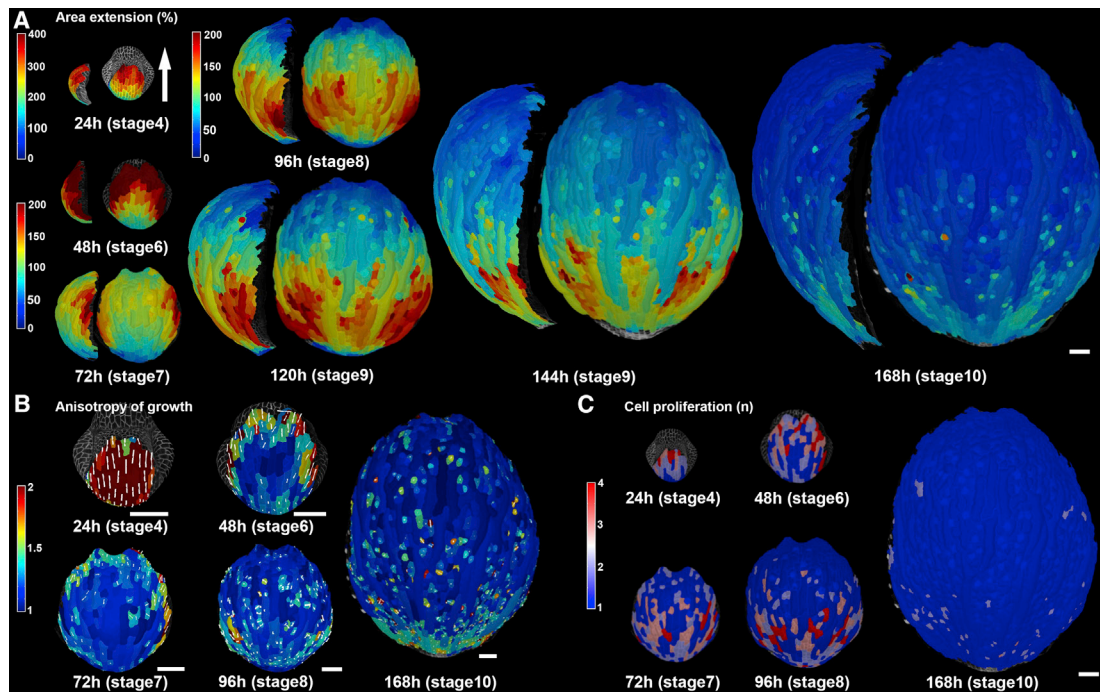 A Area extension (%)
400
300
200
100
0
24h (stage4)
200
150
100
50
0
96h (stage8)
200
150
100
50
0
48h (stage6)
72h (stage7)
120h (stage9)
144h (stage9)
168h (stage10)
B Anisotropy of growth
2
1.5
1
24h (stage4)
48h (stage6)
72h (stage7)
96h (stage8)
168h (stage10)
C Cell proliferation (n)
4
3
2
1
24h (stage4)
48h (stage6)
72h (stage7)
96h (stage8)
168h (stage10)